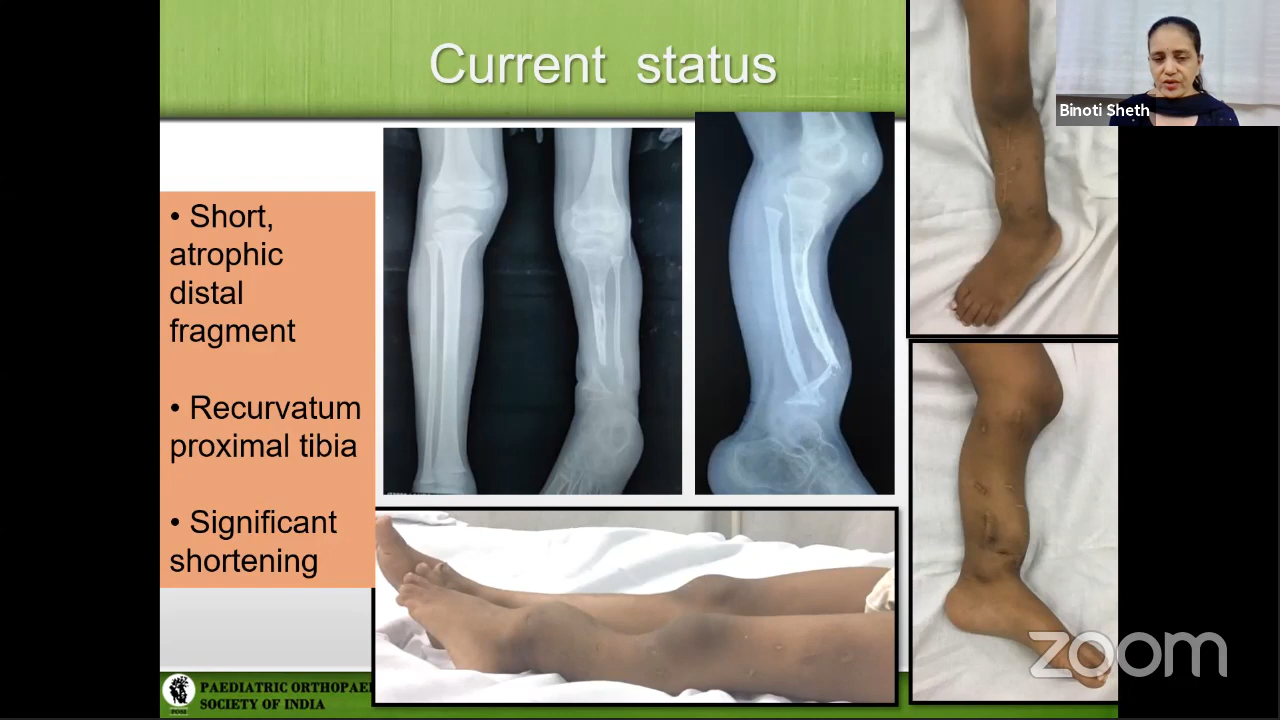 Current status
Binoti Sheth
• Short,
atrophic
distal
fragment
• Recurvatum
proximal tibia
• Significant
shortening
PAEDIATRIC ORTHOPAE
SOCIETY OF INDIA
zoom